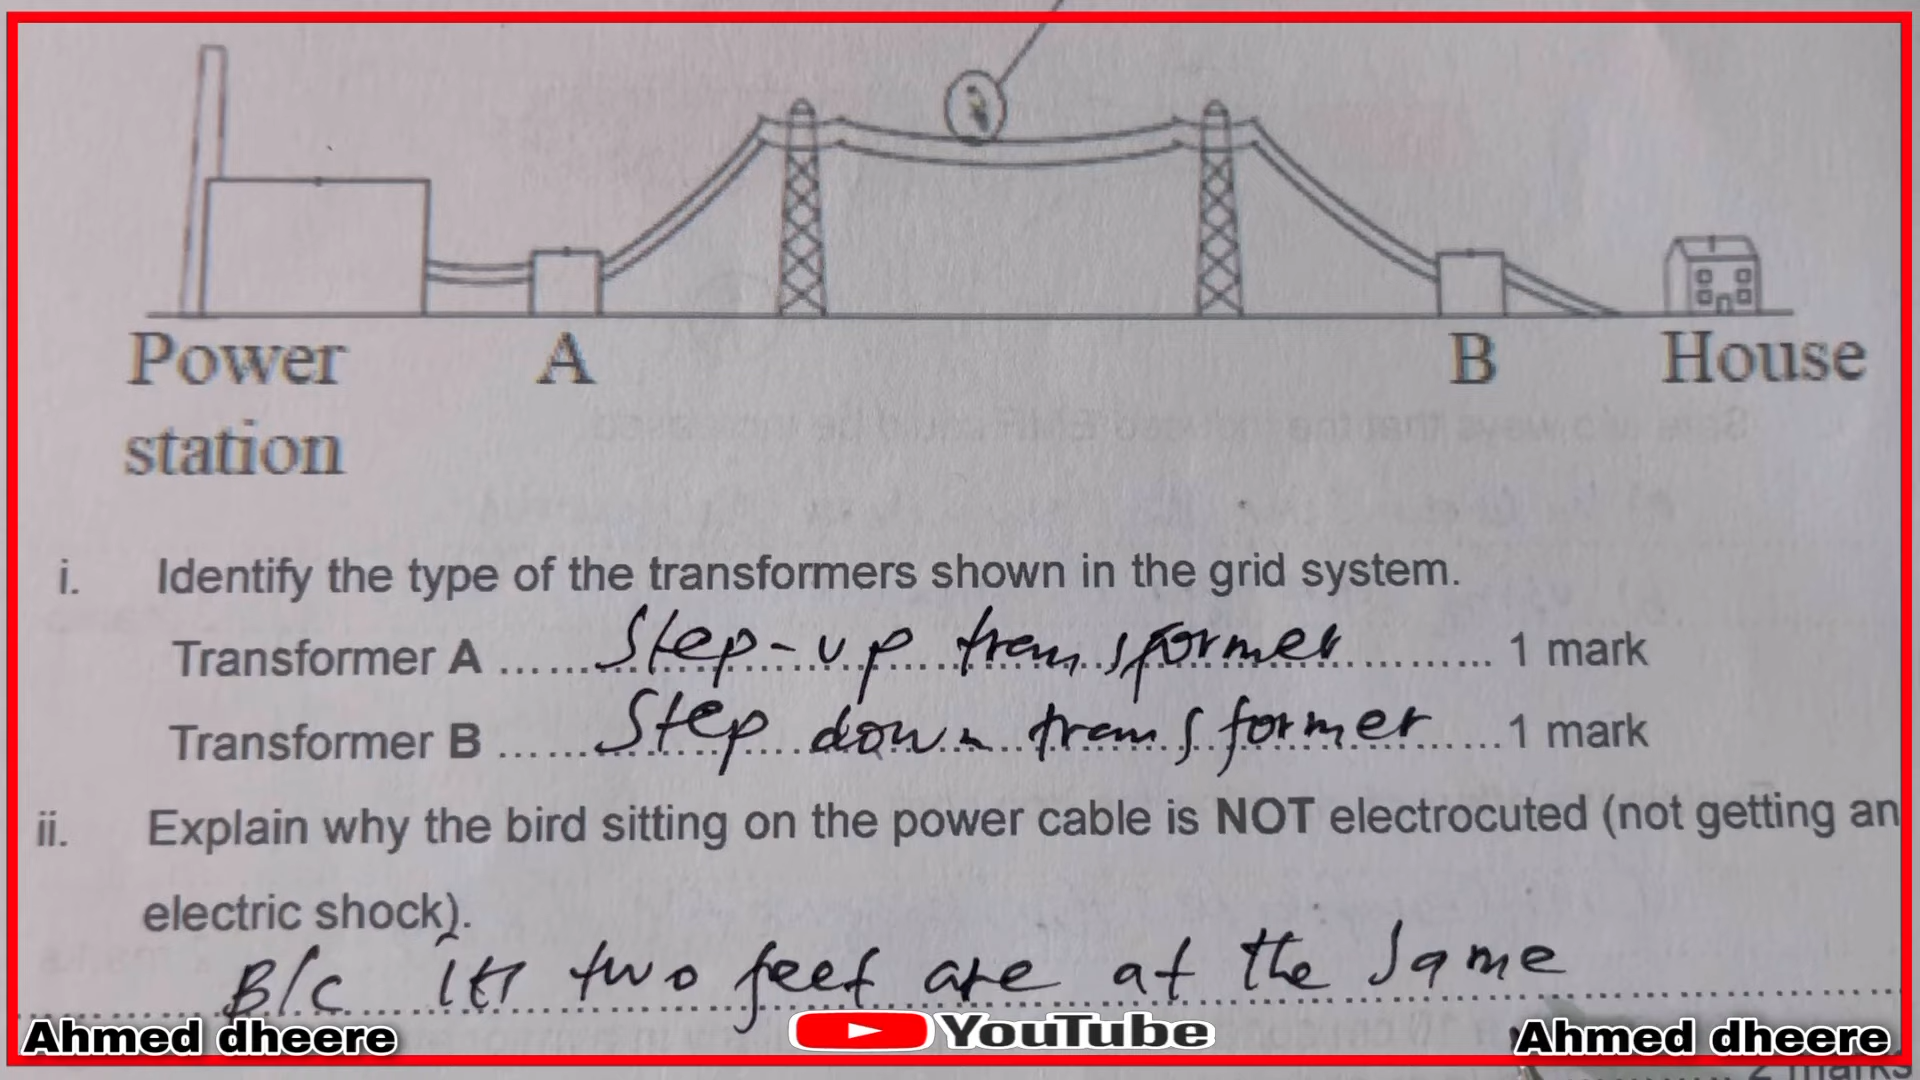 Power station
A
B
House
i. Identify the type of the transformers shown in the grid system.
Transformer A ...... Step-up transformer ............ 1 mark
Transformer B ...... Step down transformer ...... 1 mark
ii. Explain why the bird sitting on the power cable is NOT electrocuted (not getting an
electric shock).
B/c its two feet are at the same
Ahmed dheere
YouTube
Ahmed dheere
2 marks